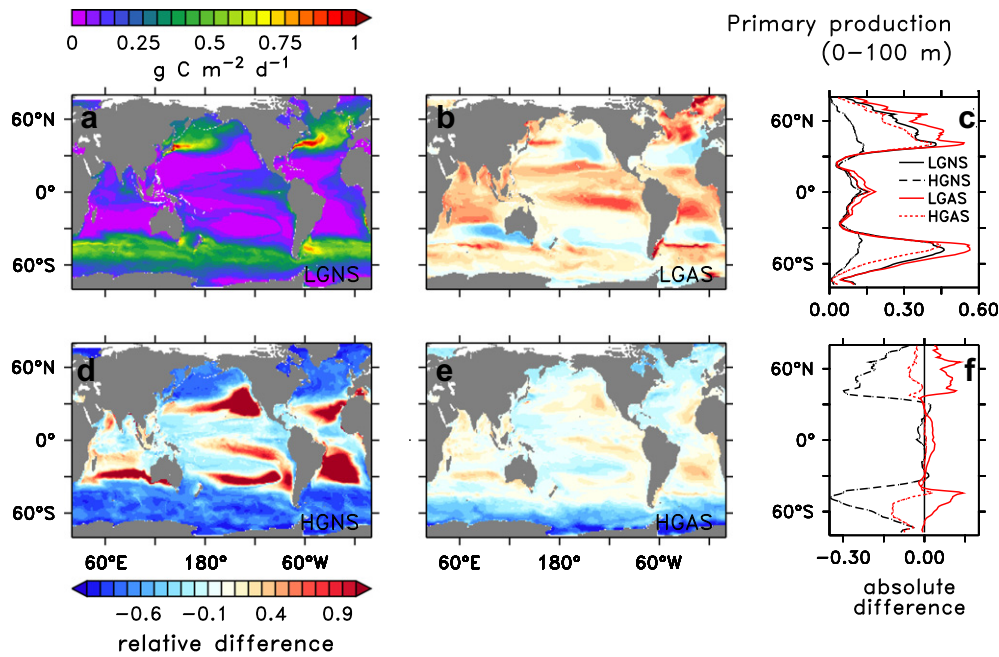 0 0.25 0.5 0.75 1
g C m⁻² d⁻¹
Primary production
(0−100 m)
a
b
c
60°N
0°
60°S
LGNS
LGAS
60°N
0°
60°S
LGNS
HGNS
LGAS
HGAS
0.00 0.30 0.60
d
e
f
60°N
0°
60°S
HGNS
HGAS
60°N
0°
60°S
60°E 180° 60°W
60°E 180° 60°W
−0.30 0.00
−0.6 −0.1 0.4 0.9
relative difference
absolute
difference